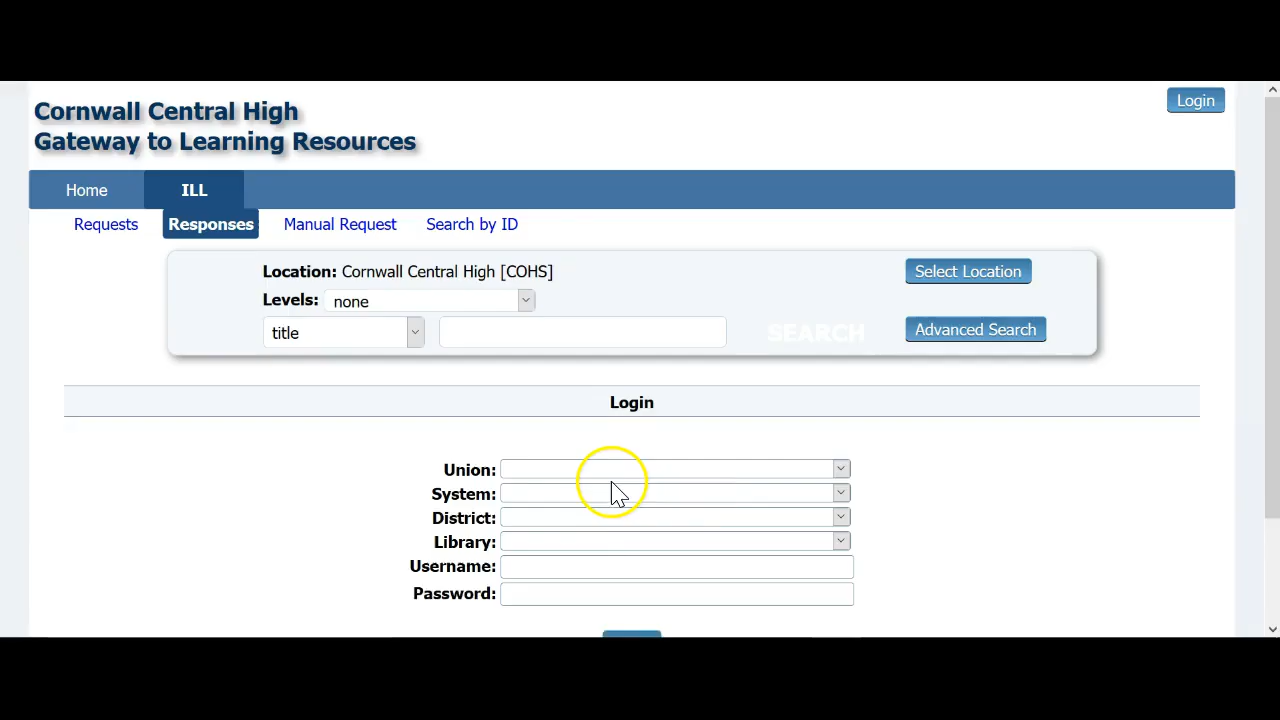 Cornwall Central High
Gateway to Learning Resources
Login
Home
ILL
Requests
Responses
Manual Request
Search by ID
Location: Cornwall Central High [COHS]
Select Location
Levels: none
title
SEARCH
Advanced Search
Login
Union:
System:
District:
Library:
Username:
Password: